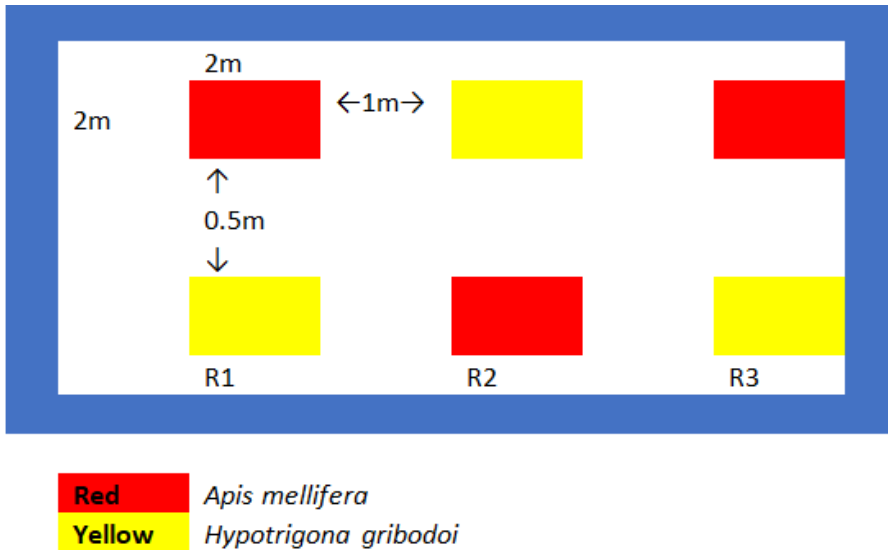 2m
2m
←1m→
↑
0.5m
↓
R1 R2 R3
Red Apis mellifera
Yellow Hypotrigona gribodoi